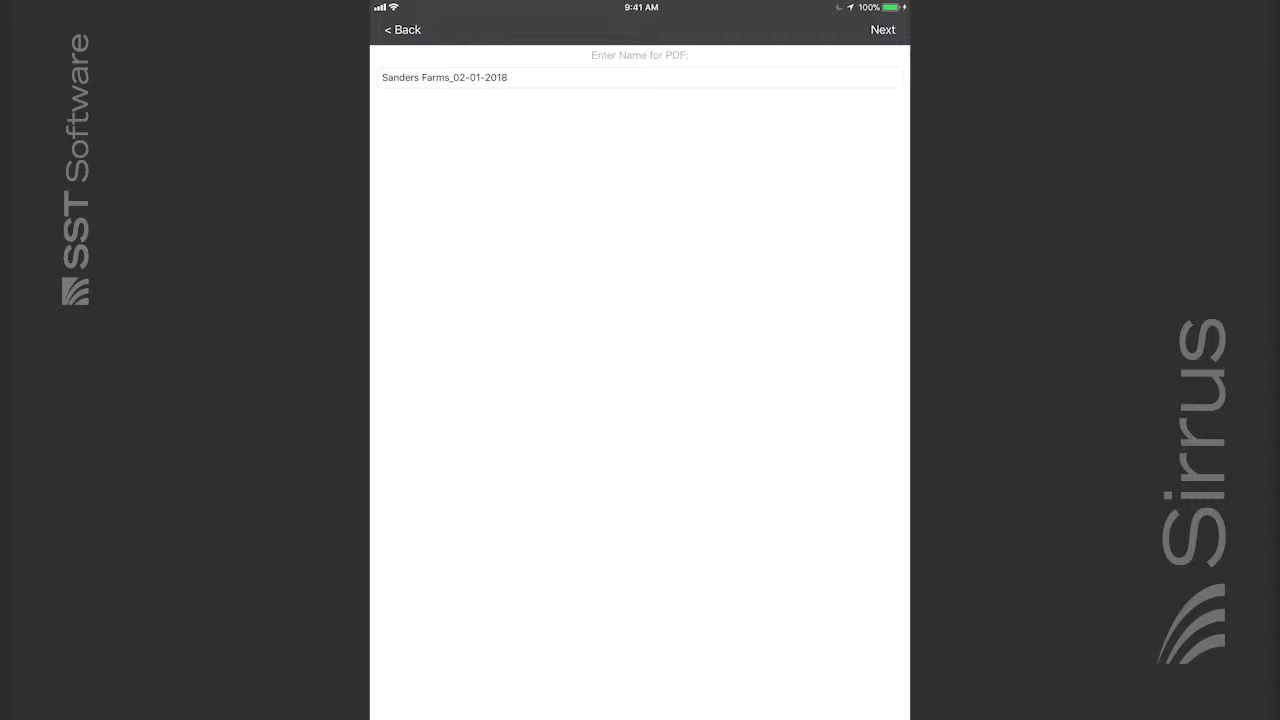 SST Software
9:41 AM
100%
< Back
Next
Enter Name for PDF:
Sanders Farms_02-01-2018
Sirrus